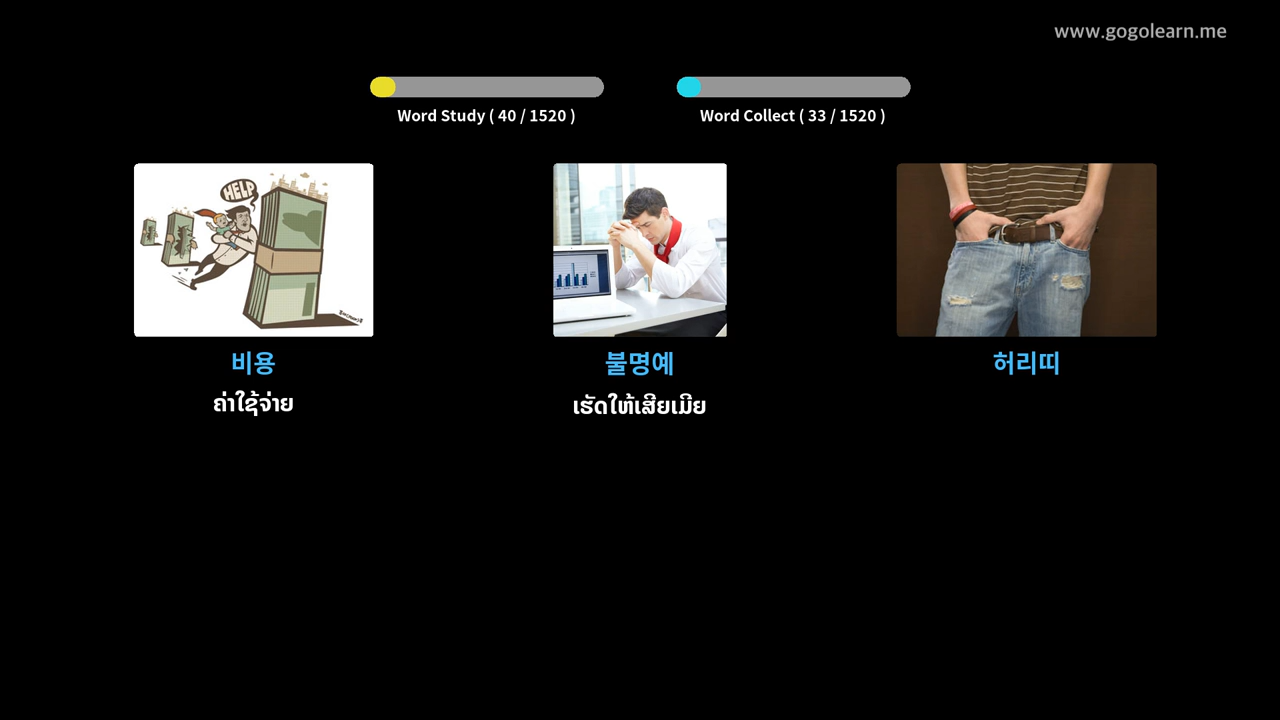 www.gogolearn.me
Word Study ( 40 / 1520 )
Word Collect ( 33 / 1520 )
HELP
비용
불명예
허리띠
ຄ່າໃຊ້ຈ່າຍ
ເຮັດໃຫ້ເສີຍເມີຍ